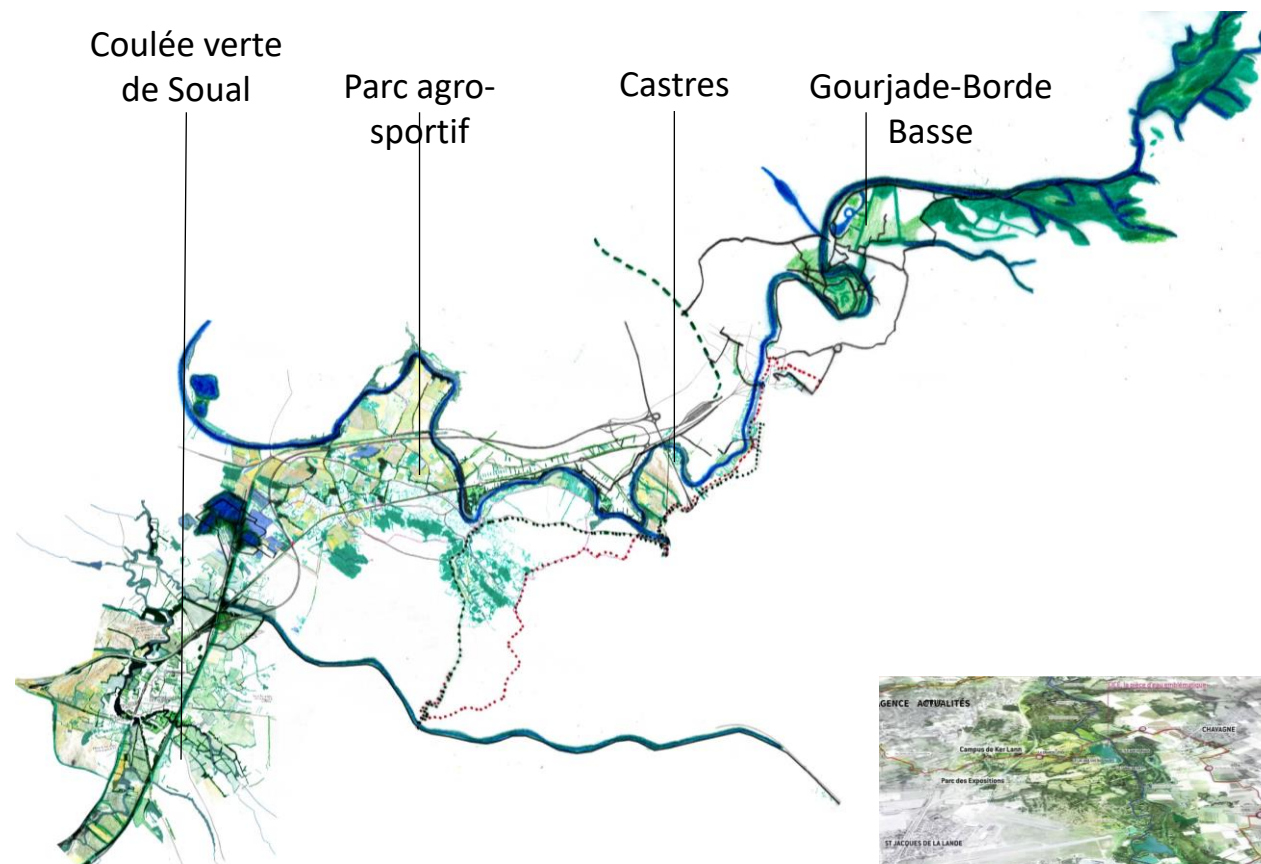 Coulée verte
de Soual
Parc agro-
sportif
Castres
Gourjade-Borde
Basse
AGENCE ACTUALITÉS
CHAVAGNE
Campus de Ker Lann
Parc des Expositions
ST JACQUES DE LA LANDE